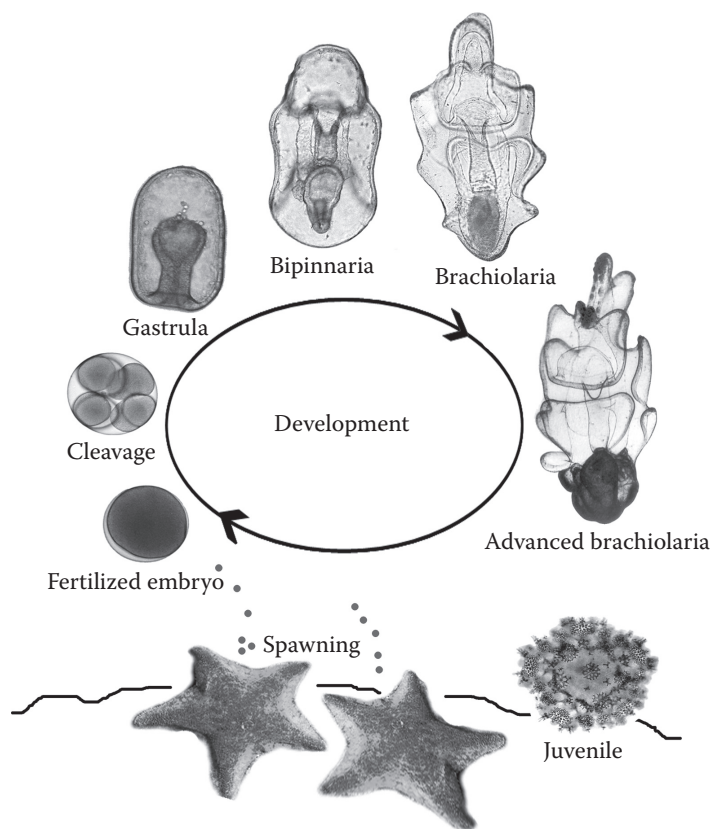 Bipinnaria
Brachiolaria
Gastrula
Development
Cleavage
Advanced brachiolaria
Fertilized embryo
Spawning
Juvenile